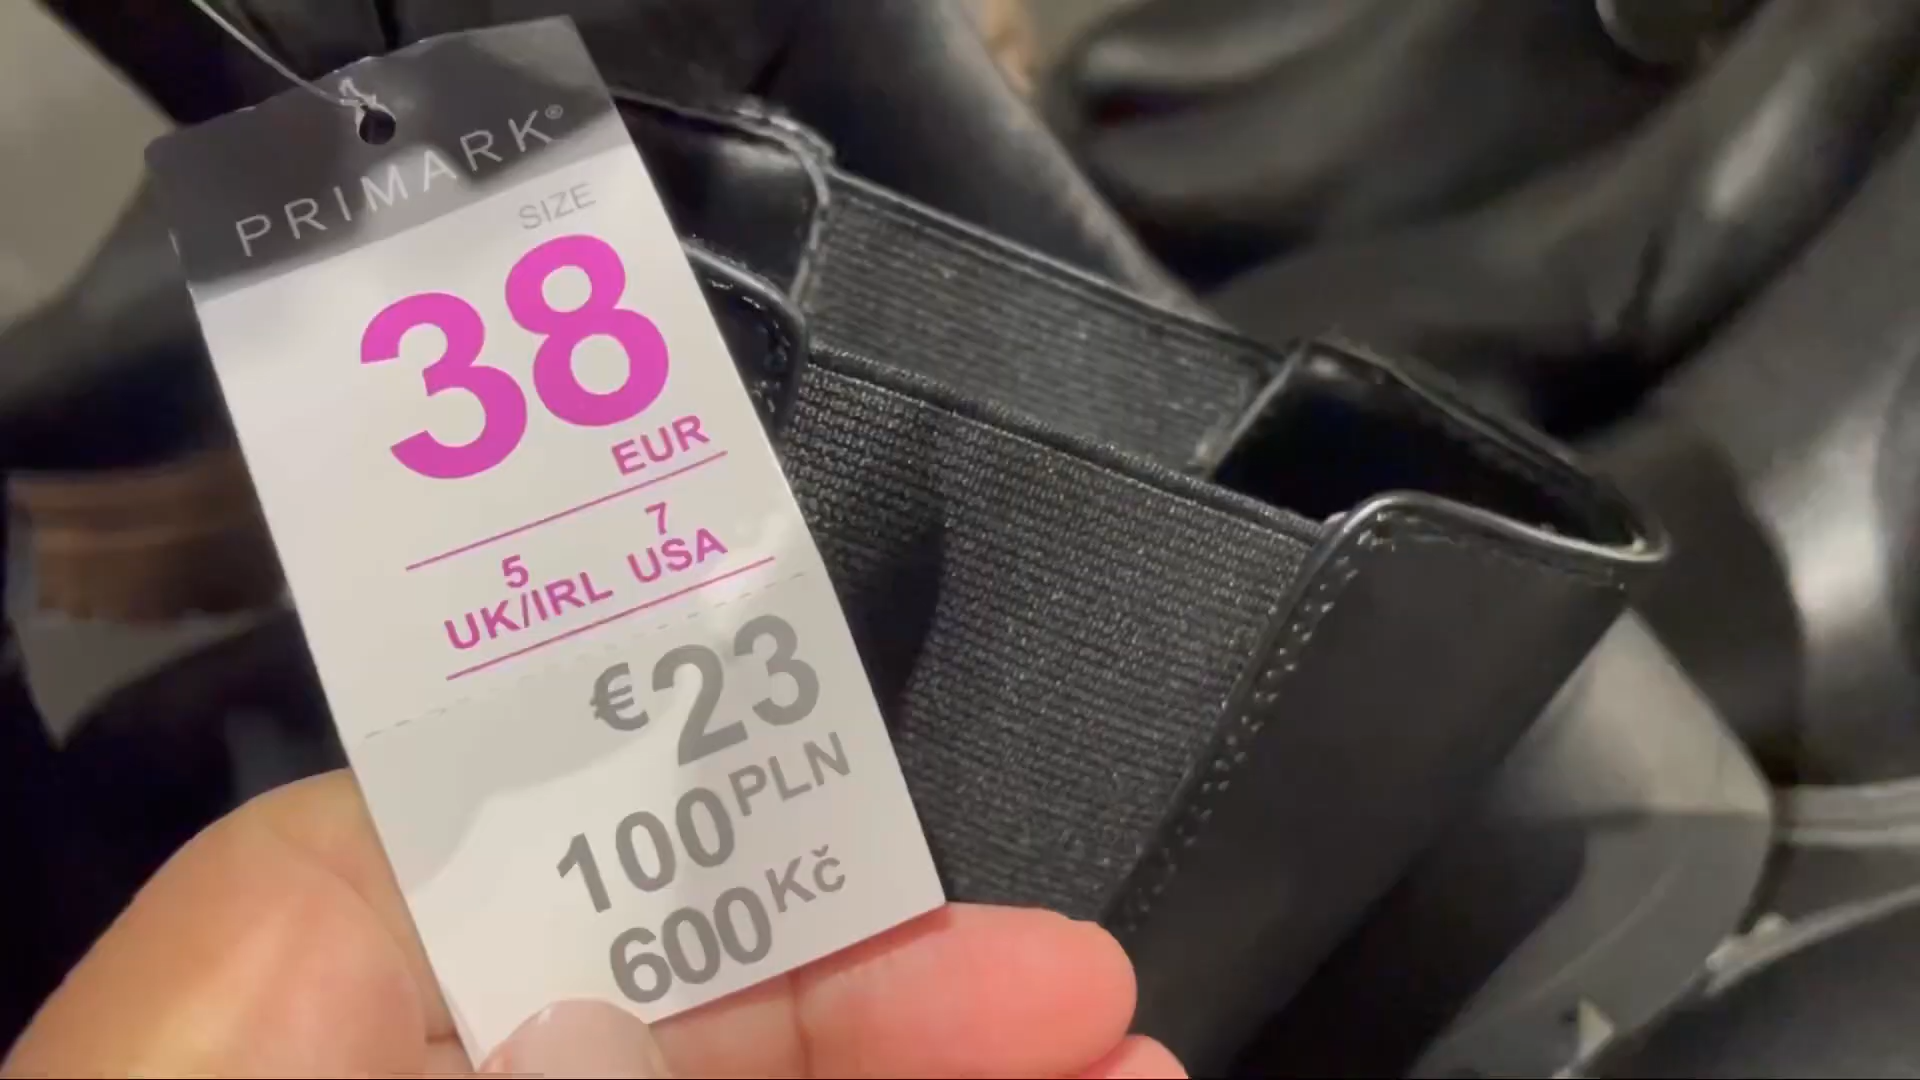 PRIMARK®
SIZE
38
EUR
5 7
UK/IRL USA
€23
100PLN
600Kč